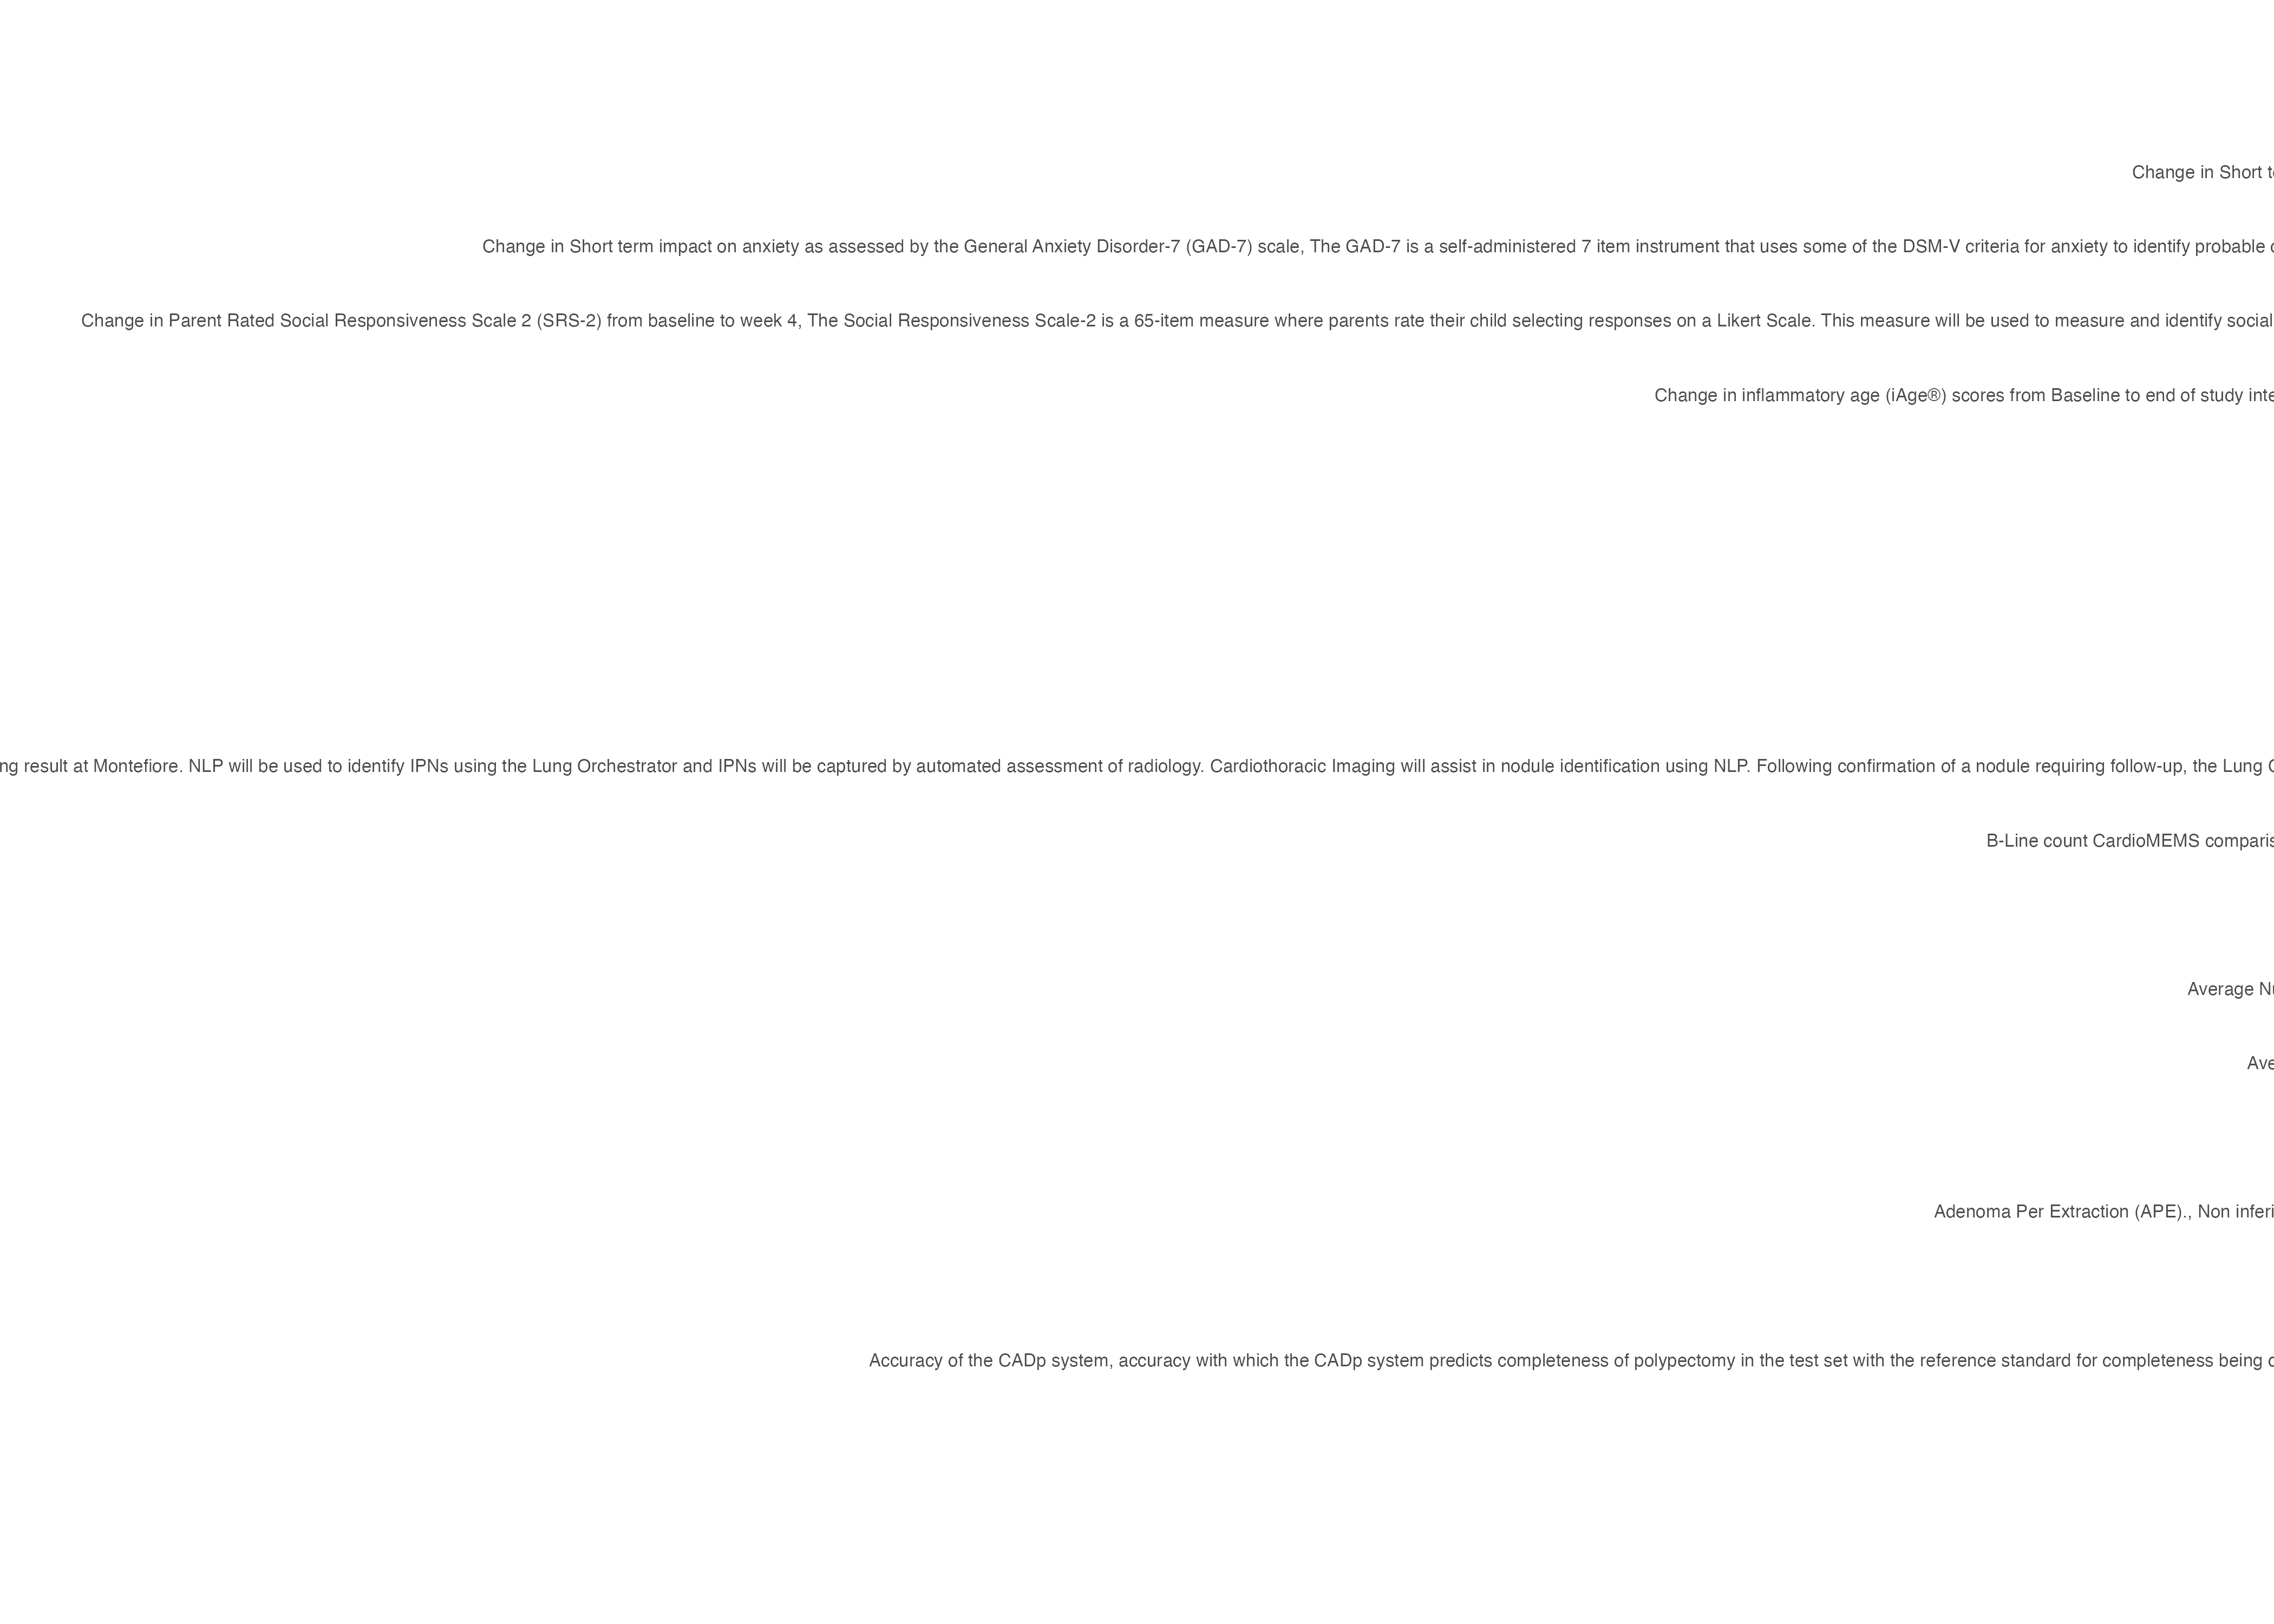 Change in Short
Change in Short term impact on anxiety as assessed by the General Anxiety Disorder-7 (GAD-7) scale, The GAD-7 is a self-administered 7 item instrument that uses some of the DSM-V criteria for anxiety to identify probable
Change in Parent Rated Social Responsiveness Scale 2 (SRS-2) from baseline to week 4, The Social Responsiveness Scale-2 is a 65-item measure where parents rate their child selecting responses on a Likert Scale. This measure will be used to measure and identify social
Change in inflammatory age (iAge®) scores from Baseline to end of study inte
ng result at Montefiore. NLP will be used to identify IPNs using the Lung Orchestrator and IPNs will be captured by automated assessment of radiology. Cardiothoracic Imaging will assist in nodule identification using NLP. Following confirmation of a nodule requiring follow-up, the Lung
B-Line count CardioMEMS comparis
Average
Ave
Adenoma Per Extraction (APE)., Non inferi
Accuracy of the CADp system, accuracy with which the CADp system predicts completeness of polypectomy in the test set with the reference standard for completeness being